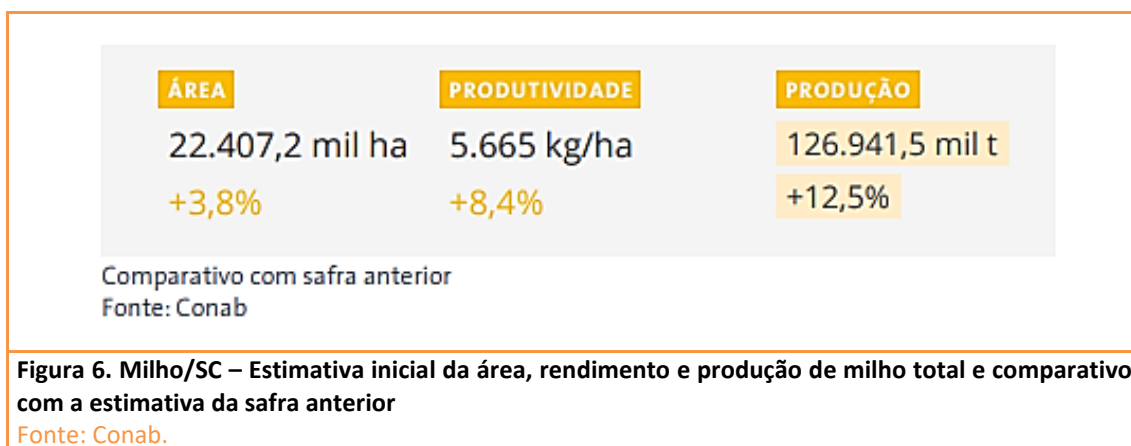 ÁREA PRODUTIVIDADE PRODUÇÃO
22.407,2 mil ha 5.665 kg/ha 126.941,5 mil t
+3,8% +8,4% +12,5%
Comparativo com safra anterior
Fonte: Conab
Figura 6. Milho/SC – Estimativa inicial da área, rendimento e produção de milho total e comparativo
com a estimativa da safra anterior
Fonte: Conab.